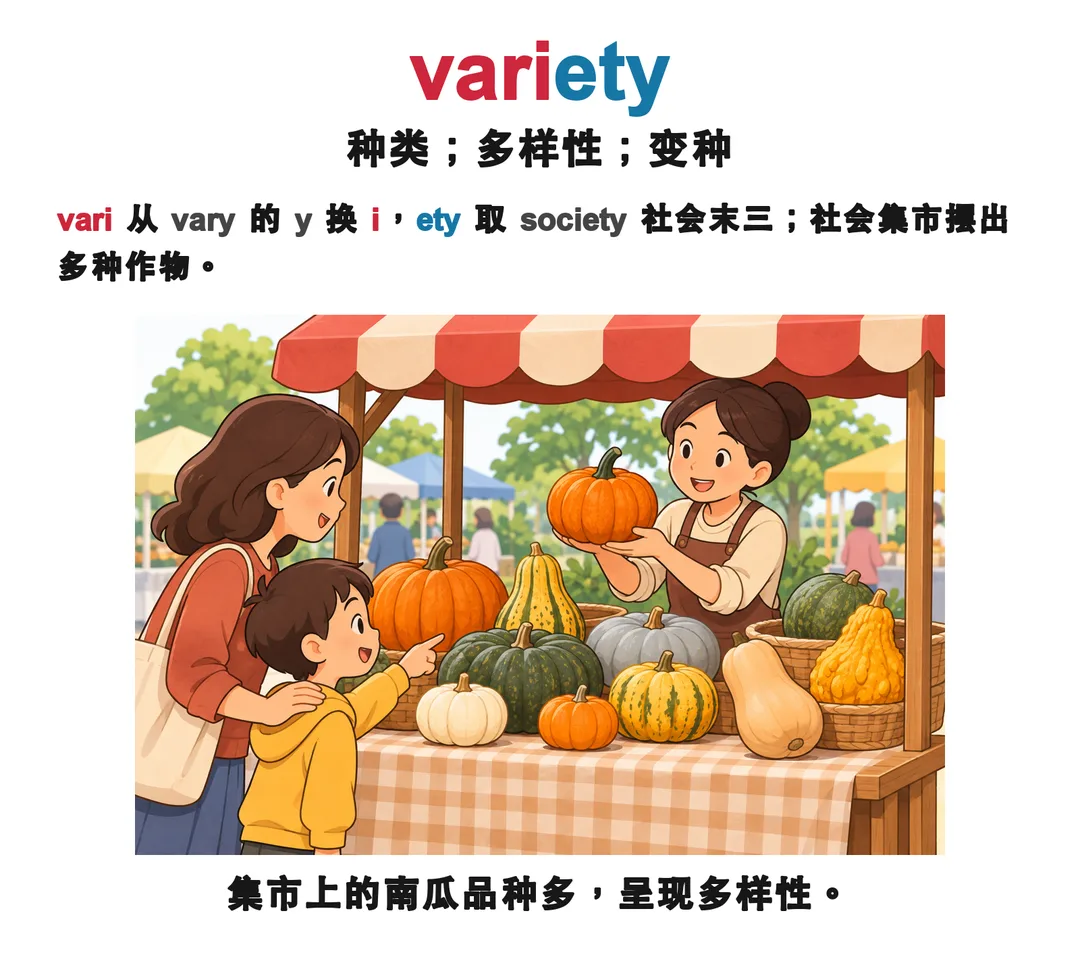 variety
种类；多样性；变种
vari 从 vary 的 y 换 i，ety 取 society 社会末三；社会集市摆出
多种作物。
集市上的南瓜品种多，呈现多样性。